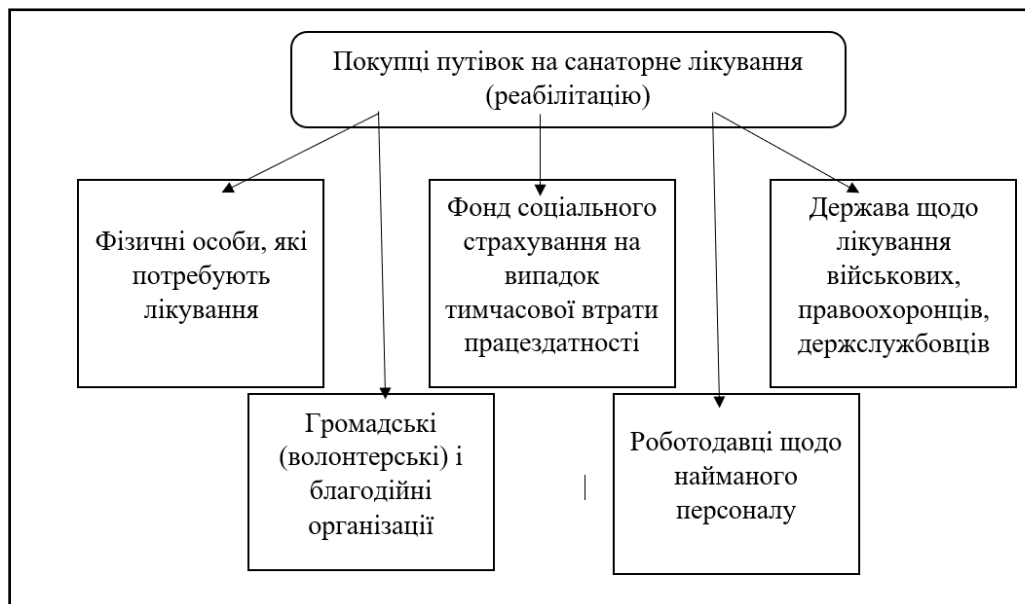 Покупці путівок на санаторне лікування
(реабілітацію)
Фізичні особи, які
потребують
лікування
Фонд соціального
страхування на
випадок
тимчасової втрати
працездатності
Держава щодо
лікування
військових,
правоохоронців,
держслужбовців
Громадські
(волонтерські) і
благодійні
організації
Роботодавці щодо
найманого
персоналу